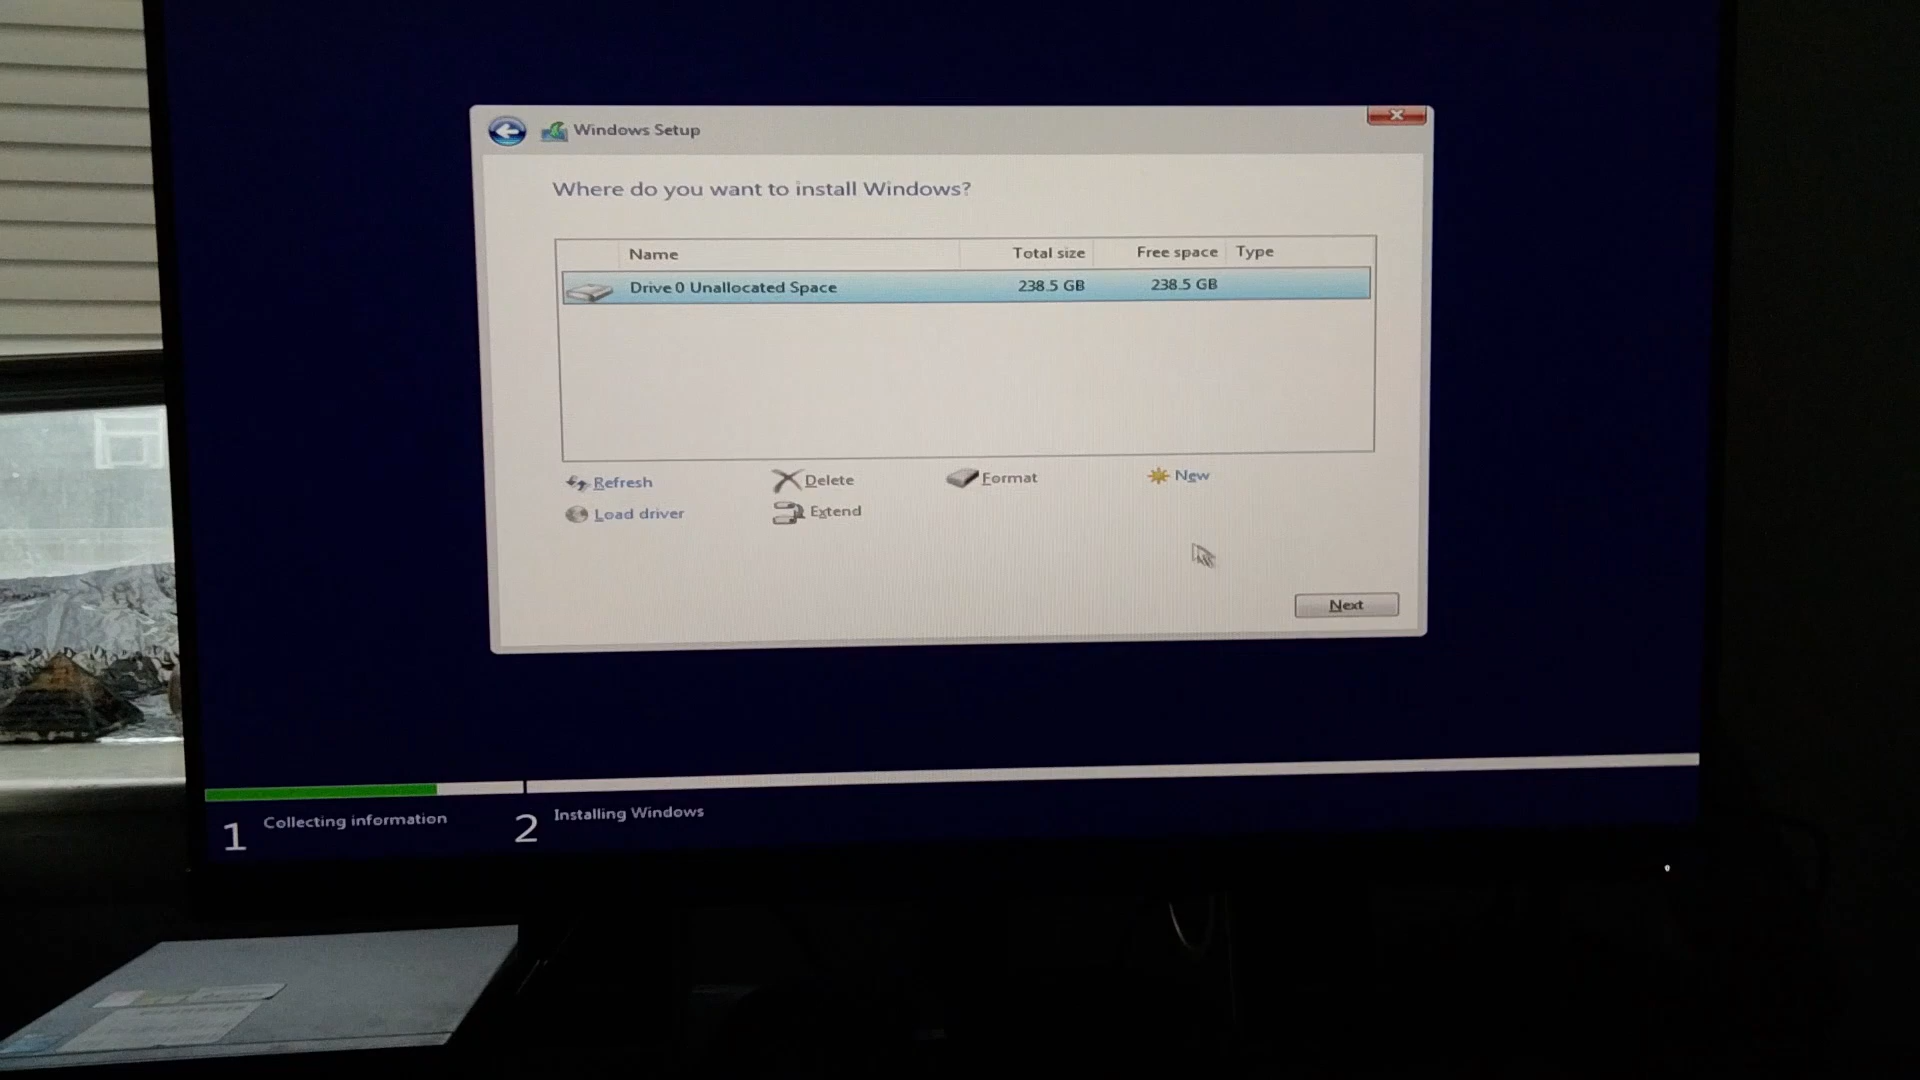 Windows Setup
Where do you want to install Windows?
Name Total size Free space Type
Drive 0 Unallocated Space 238.5 GB 238.5 GB
Refresh Delete Format New
Load driver Extend
Next
1 Collecting information 2 Installing Windows